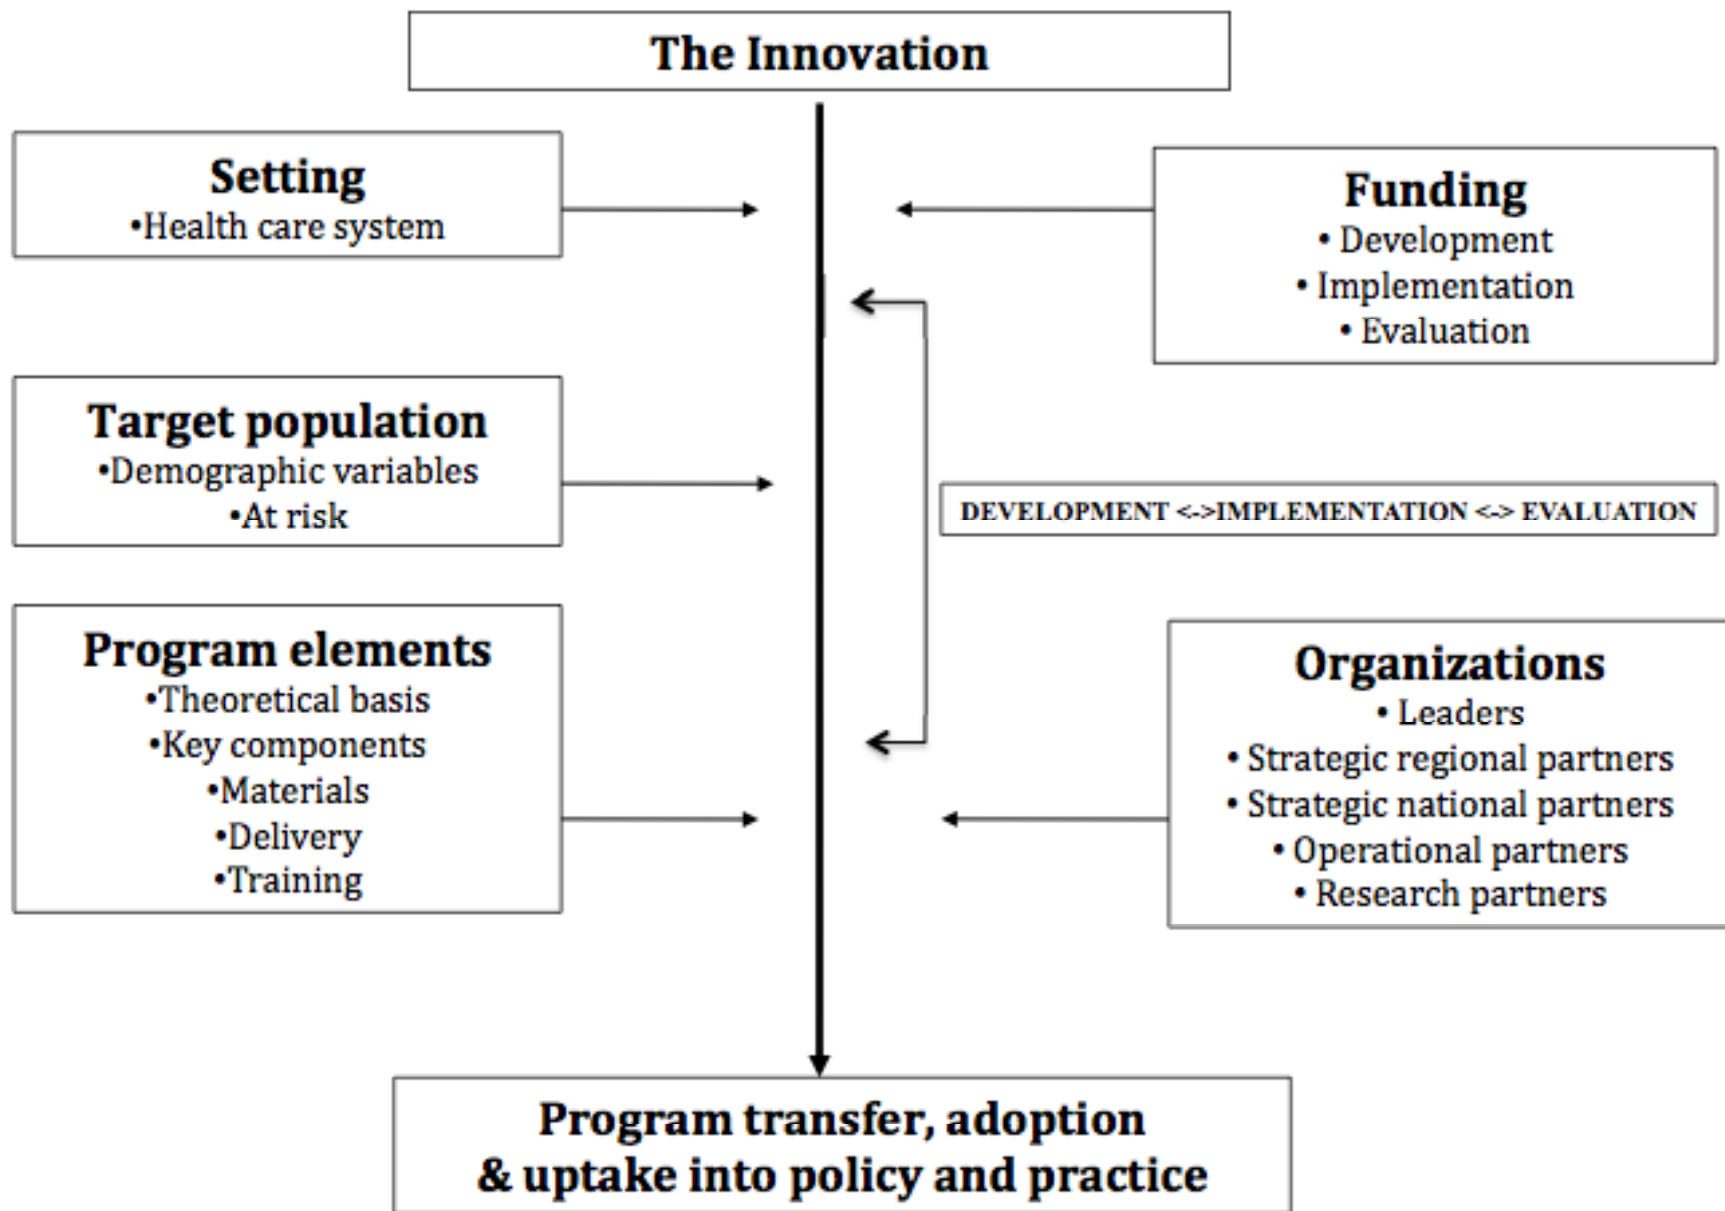 The Innovation
Setting
•Health care system
Funding
• Development
• Implementation
• Evaluation
Target population
•Demographic variables
•At risk
DEVELOPMENT <->IMPLEMENTATION <-> EVALUATION
Program elements
•Theoretical basis
•Key components
•Materials
•Delivery
•Training
Organizations
• Leaders
• Strategic regional partners
• Strategic national partners
• Operational partners
• Research partners
Program transfer, adoption
& uptake into policy and practice